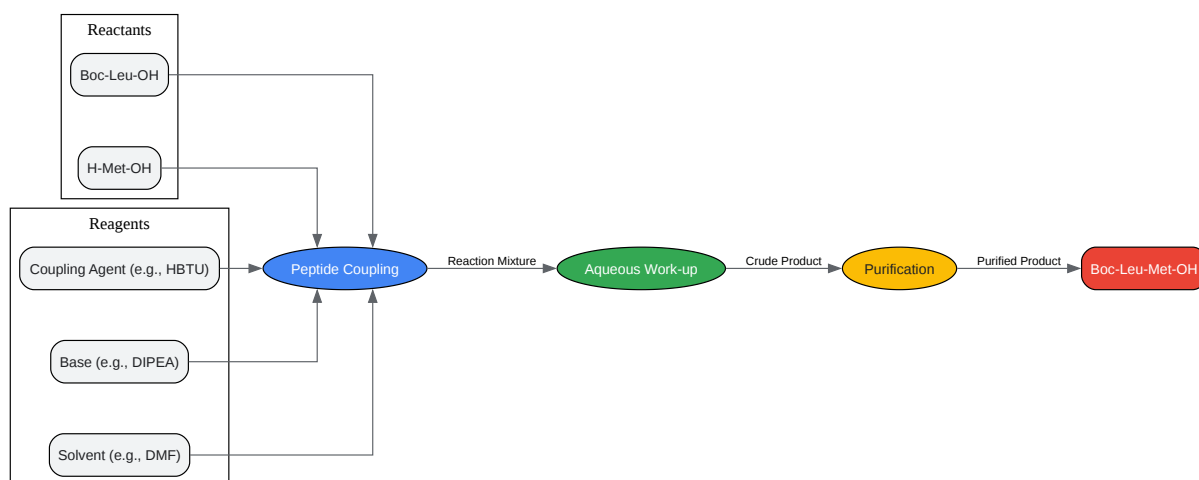 Reactants
Boc-Leu-OH
H-Met-OH
Reagents
Coupling Agent (e.g., HBTU)
Base (e.g., DIPEA)
Solvent (e.g., DMF)
Peptide Coupling
Reaction Mixture
Aqueous Work-up
Crude Product
Purification
Purified Product
Boc-Leu-Met-OH